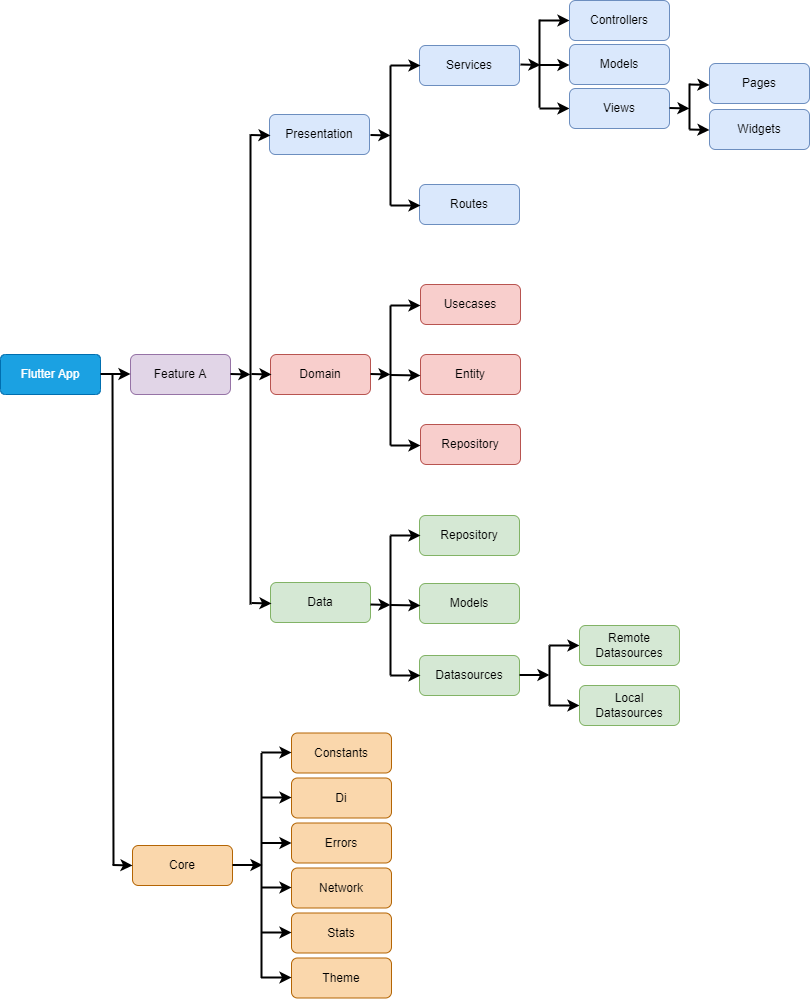 Controllers
Services
Models
Pages
Views
Widgets
Presentation
Routes
Usecases
Flutter App
Feature A
Domain
Entity
Repository
Repository
Data
Models
Remote
Datasources
Datasources
Local
Datasources
Constants
Di
Errors
Core
Network
Stats
Theme